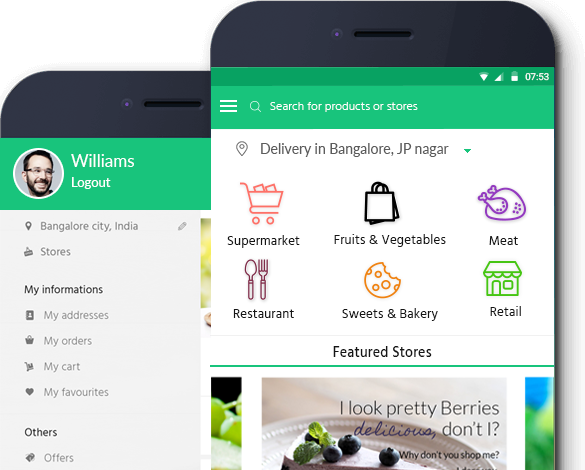 Williams
Logout
Bangalore city, India
Stores
My informations
My addresses
My orders
My cart
My favourites
Others
Offers
07:53
Search for products or stores
Delivery in Bangalore, JP nagar
Supermarket
Fruits & Vegetables
Meat
Restaurant
Sweets & Bakery
Retail
Featured Stores
I look pretty Berries
delicious, don't I?
Why don't you shop me?